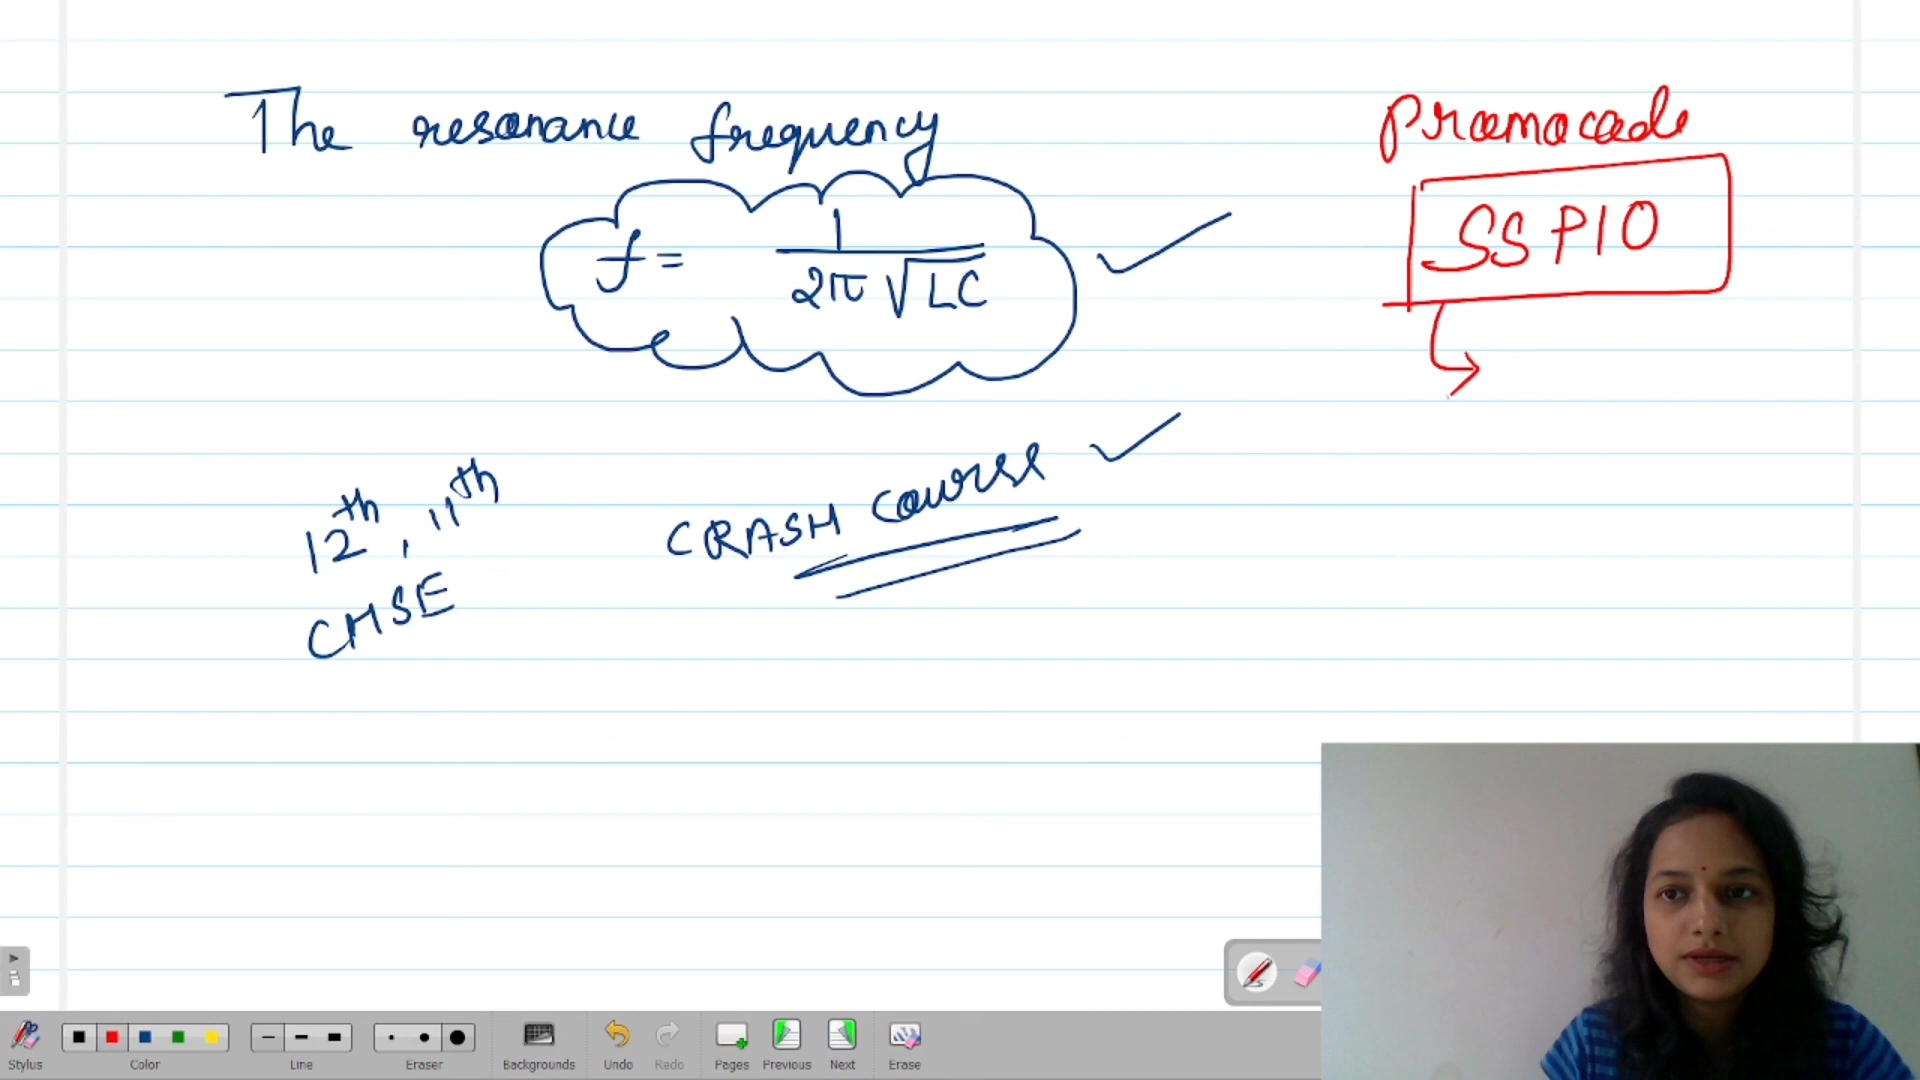 The resonance frequency
f = 1 / 2π √LC
Promocode
SSP10
12th, 11th
CHSE
CRASH course
Stylus
Color
Line
Eraser
Backgrounds
Undo
Redo
Pages
Previous
Next
Erase